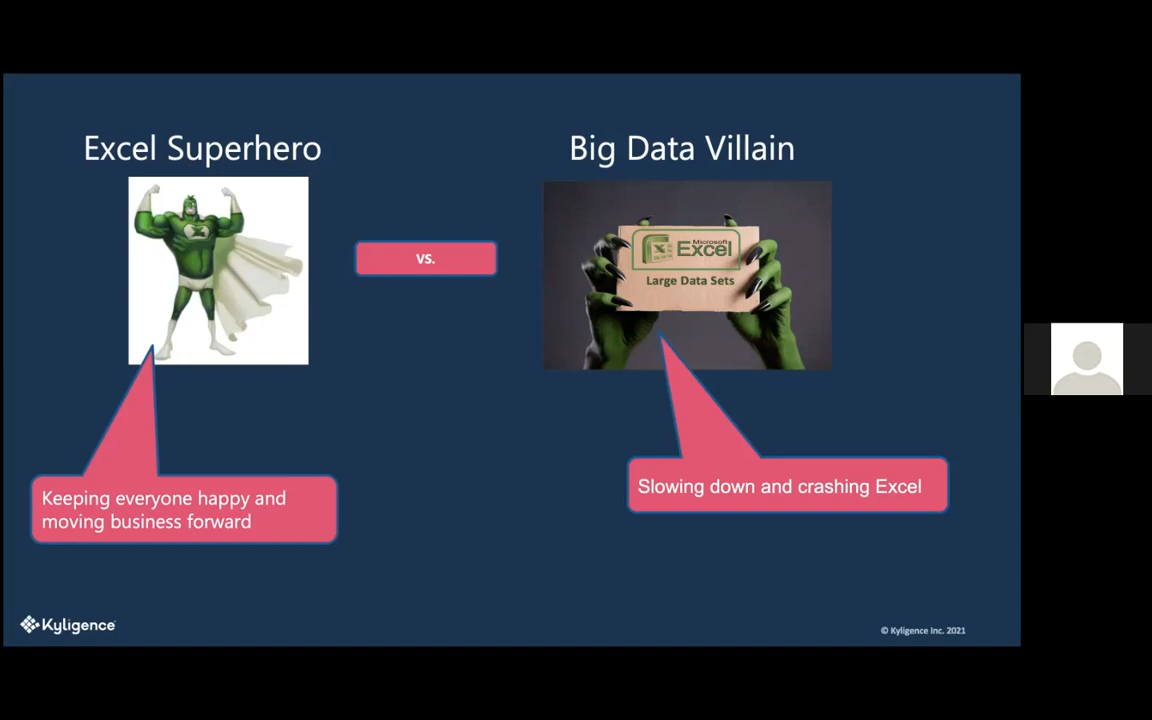 Excel Superhero
Big Data Villain
vs.
Microsoft
Excel
Large Data Sets
Keeping everyone happy and
moving business forward
Slowing down and crashing Excel
Kyligence
© Kyligence Inc. 2021